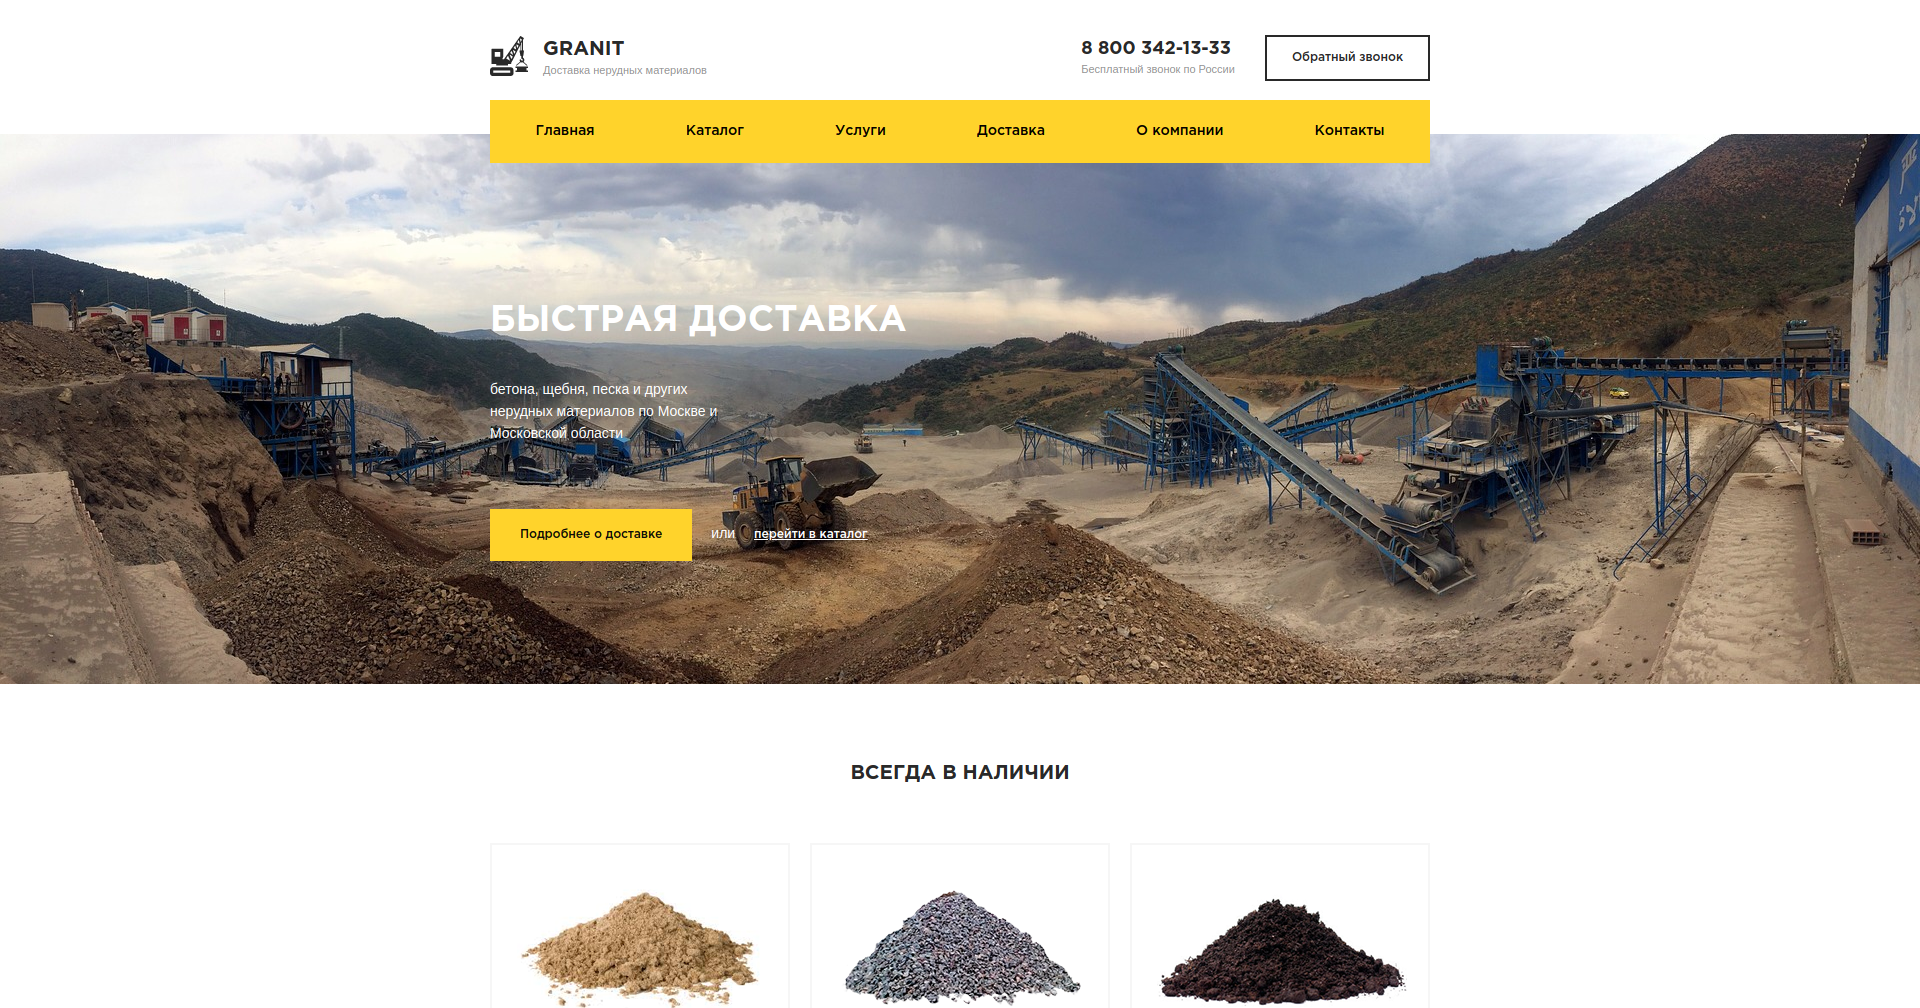 GRANIT
Доставка нерудных материалов
8 800 342-13-33
Бесплатный звонок по России
Обратный звонок
Главная
Каталог
Услуги
Доставка
О компании
Контакты
БЫСТРАЯ ДОСТАВКА
бетона, щебня, песка и других
нерудных материалов по Москве и
Московской области
Подробнее о доставке
или
перейти в каталог
ВСЕГДА В НАЛИЧИИ